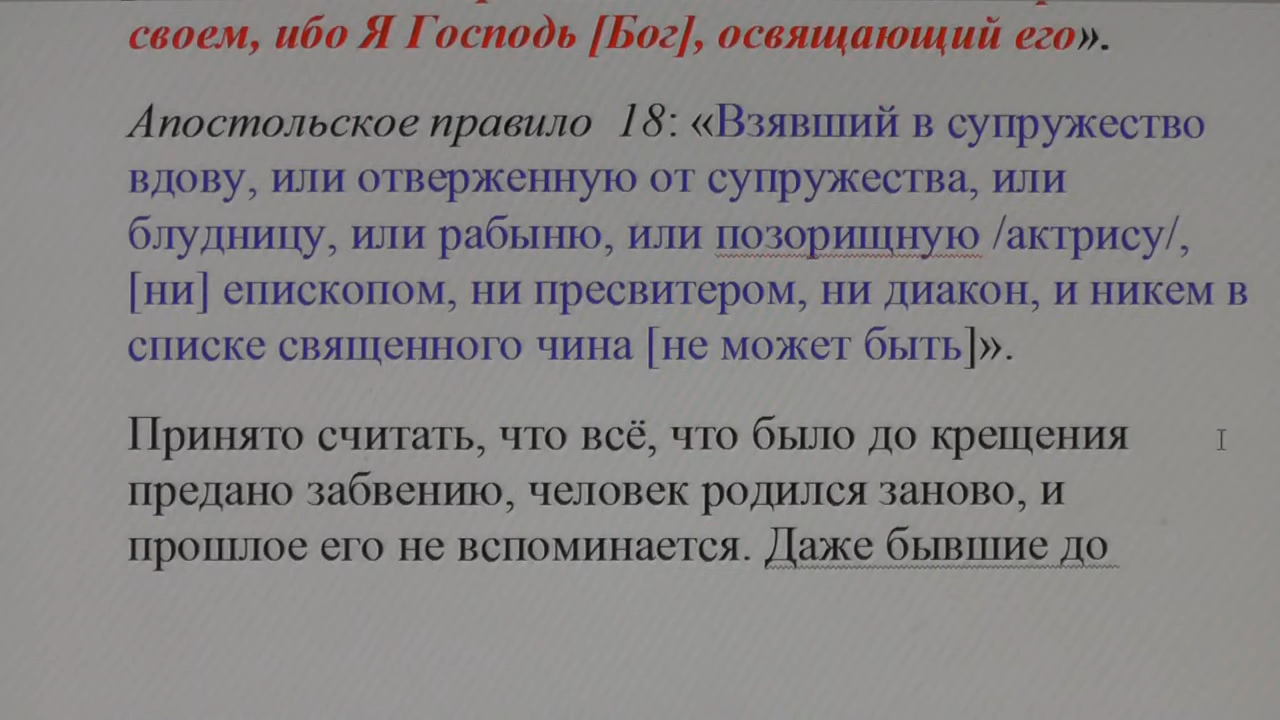 своем, ибо Я Господь [Бог], освящающий его».
Апостольское правило 18: «Взявший в супружество
вдову, или отверженную от супружества, или
блудницу, или рабыню, или позорищную /актрису/,
[ни] епископом, ни пресвитером, ни диакон, и никем в
списке священного чина [не может быть]».
Принято считать, что всё, что было до крещения
предано забвению, человек родился заново, и
прошлое его не вспоминается. Даже бывшие до